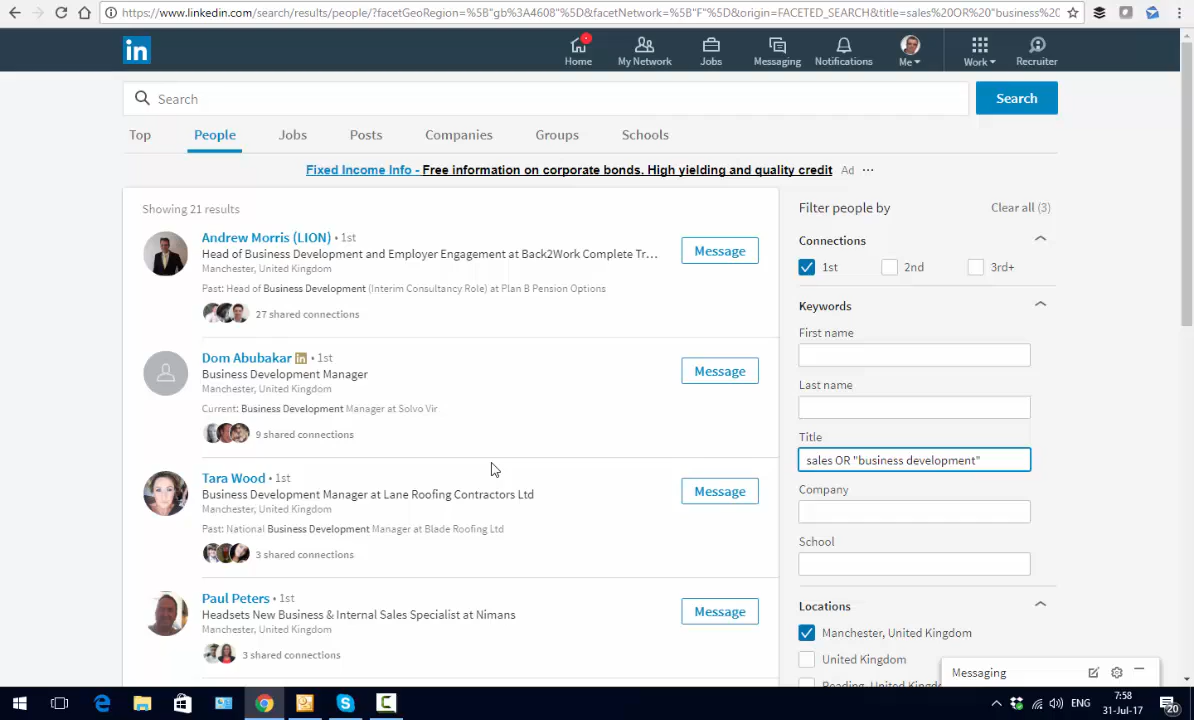 https://www.linkedin.com/search/results/people/?facetGeoRegion=%5B"gb%3A4608"%5D&facetNetwork=%5B"F"%5D&origin=FACETED_SEARCH&title=sales%20OR%20"business%20
in
Home
My Network
Jobs
Messaging
Notifications
Me
Work
Recruiter
Search
Search
Top
People
Jobs
Posts
Companies
Groups
Schools
Fixed Income Info - Free information on corporate bonds. High yielding and quality credit Ad ...
Showing 21 results
Andrew Morris (LION) • 1st
Head of Business Development and Employer Engagement at Back2Work Complete Tr...
Manchester, United Kingdom
Past: Head of Business Development (Interim Consultancy Role) at Plan B Pension Options
27 shared connections
Message
Dom Abubakar in • 1st
Business Development Manager
Manchester, United Kingdom
Current: Business Development Manager at Solvo Vir
9 shared connections
Message
Tara Wood • 1st
Business Development Manager at Lane Roofing Contractors Ltd
Manchester, United Kingdom
Past: National Business Development Manager at Blade Roofing Ltd
3 shared connections
Message
Paul Peters • 1st
Headsets New Business & Internal Sales Specialist at Nimans
Manchester, United Kingdom
3 shared connections
Message
Filter people by
Clear all (3)
Connections
1st
2nd
3rd+
Keywords
First name
Last name
Title
sales OR "business development"
Company
School
Locations
Manchester, United Kingdom
United Kingdom
Reading, United Kingdom
Messaging
ENG
7:58
31-Jul-17
20